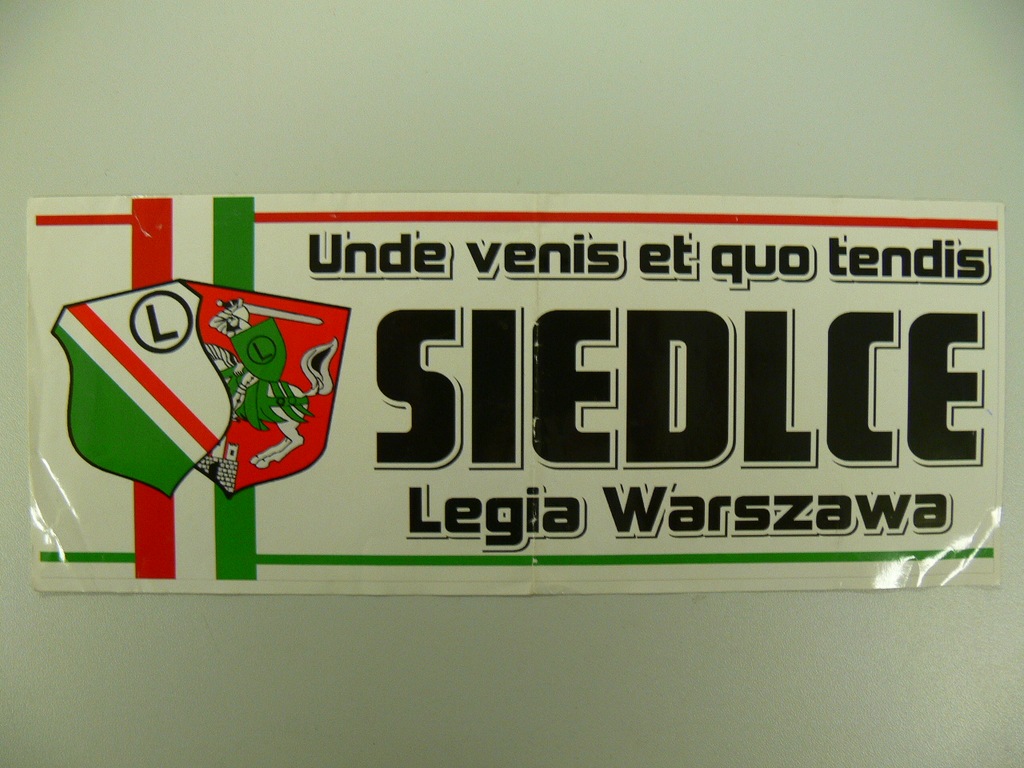 Unde venis et quo tendis
L
L
SIEDLCE
Legia Warszawa